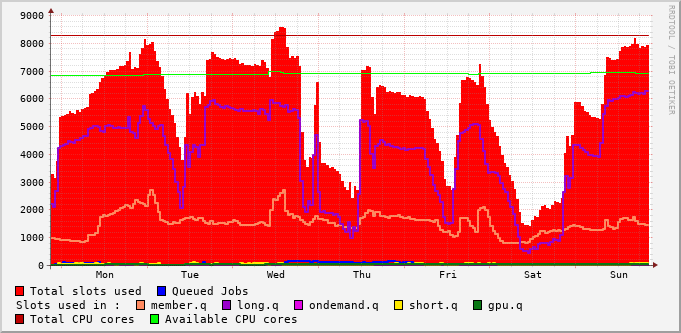 RRDTOOL / TOBI OETIKER
9000
8000
7000
6000
5000
4000
3000
2000
1000
0
Mon Tue Wed Thu Fri Sat Sun
Total slots used Queued Jobs
Slots used in : member.q long.q ondemand.q short.q gpu.q
Total CPU cores Available CPU cores